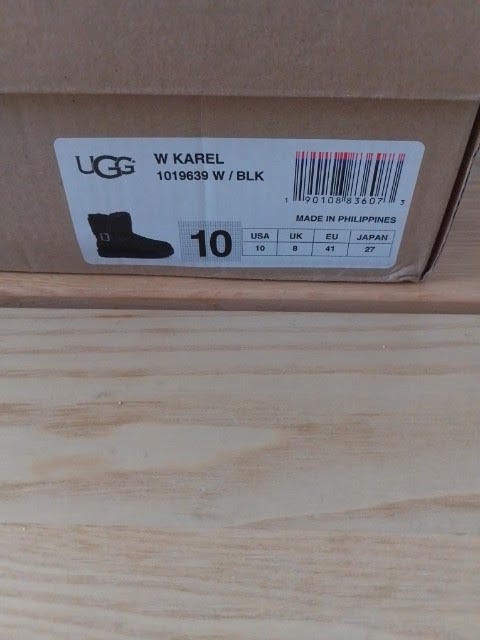 UGG
W KAREL
1019639 W / BLK
1 90108 83607 3
MADE IN PHILIPPINES
10
USA UK EU JAPAN
10 8 41 27